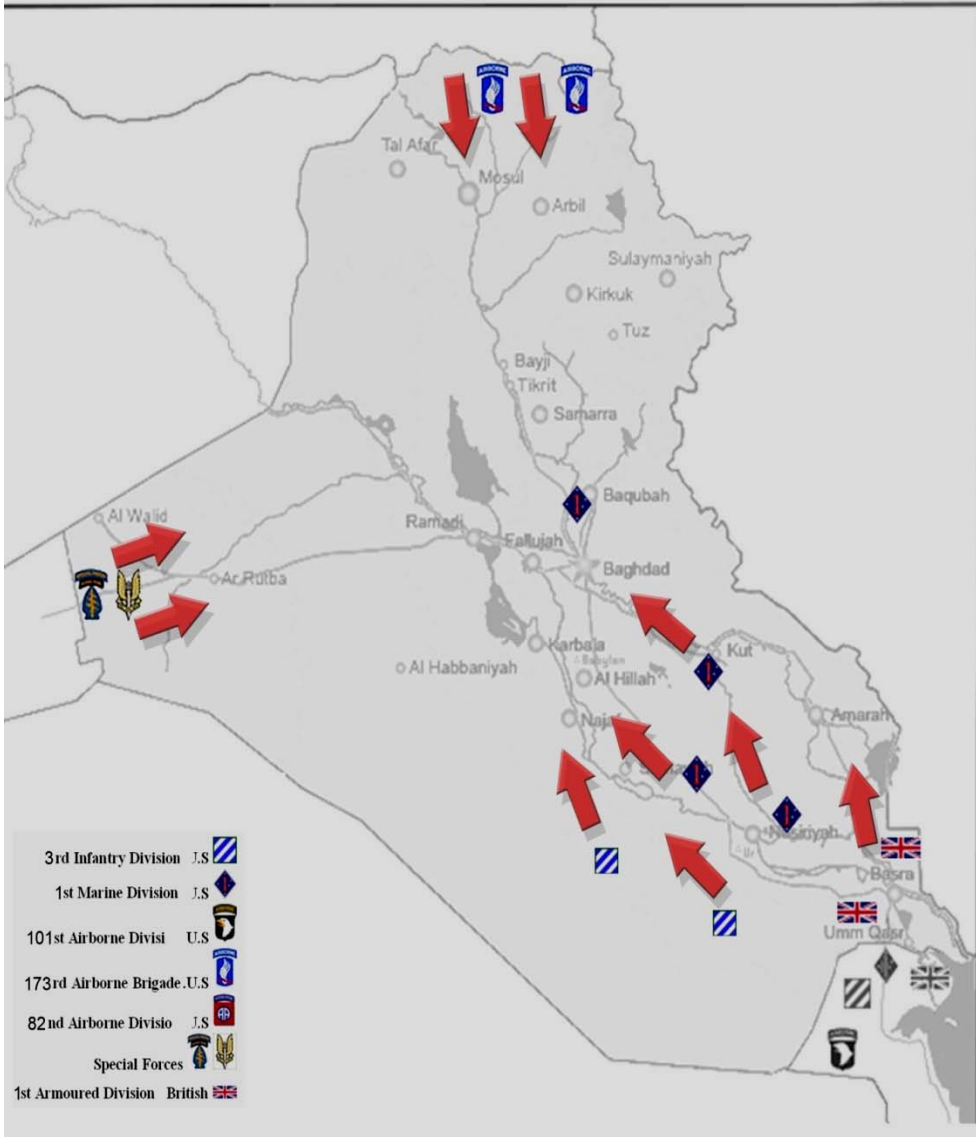 AIRBORNE
AIRBORNE
Tal Afar
Mosul
Arbil
Sulaymaniyah
Kirkuk
Tuz
Bayji
Tikrit
Samarra
Baqubah
Al Walid
Ramadi
Fallujah
Baghdad
Ar Rutba
Karbala
Babylon
Kut
Al Habbaniyah
Al Hillah
Amarah
Nasiriyah
Ur
Basra
Umm Qasr
3rd Infantry Division J.S
1st Marine Division J.S
101st Airborne Divisi U.S
173rd Airborne Brigade.U.S
82nd Airborne Divisio J.S
Special Forces
1st Armoured Division British